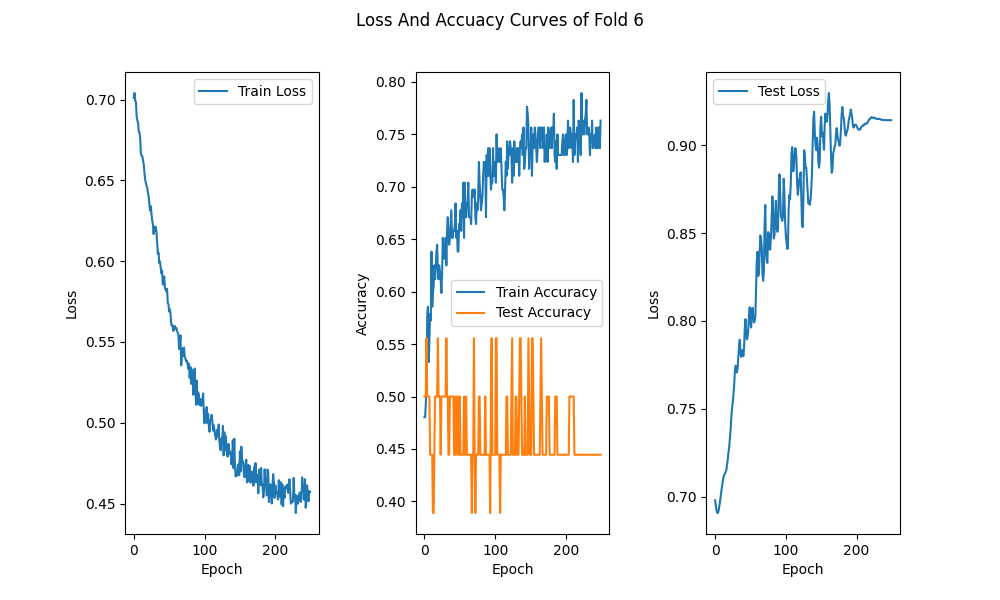 Loss And Accuacy Curves of Fold 6
Loss
0.70
0.65
0.60
0.55
0.50
0.45
Train Loss
0 100 200
Epoch
Accuracy
0.80
0.75
0.70
0.65
0.60
0.55
0.50
0.45
0.40
Train Accuracy
Test Accuracy
0 100 200
Epoch
Loss
0.90
0.85
0.80
0.75
0.70
Test Loss
0 100 200
Epoch